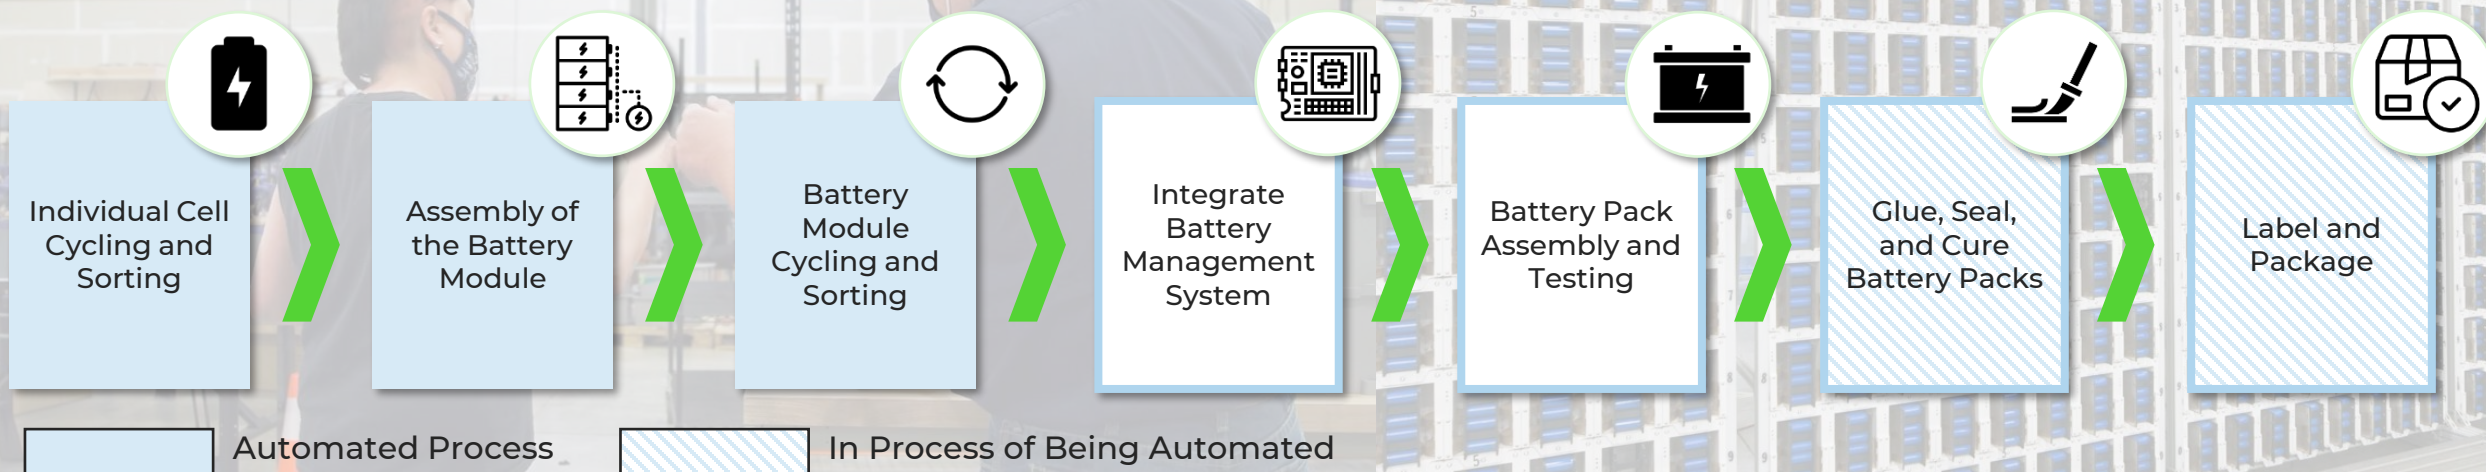 Individual Cell
Cycling and
Sorting
Assembly of
the Battery
Module
Battery
Module
Cycling and
Sorting
Integrate
Battery
Management
System
Battery Pack
Assembly and
Testing
Glue, Seal,
and Cure
Battery Packs
Label and
Package
Automated Process
In Process of Being Automated